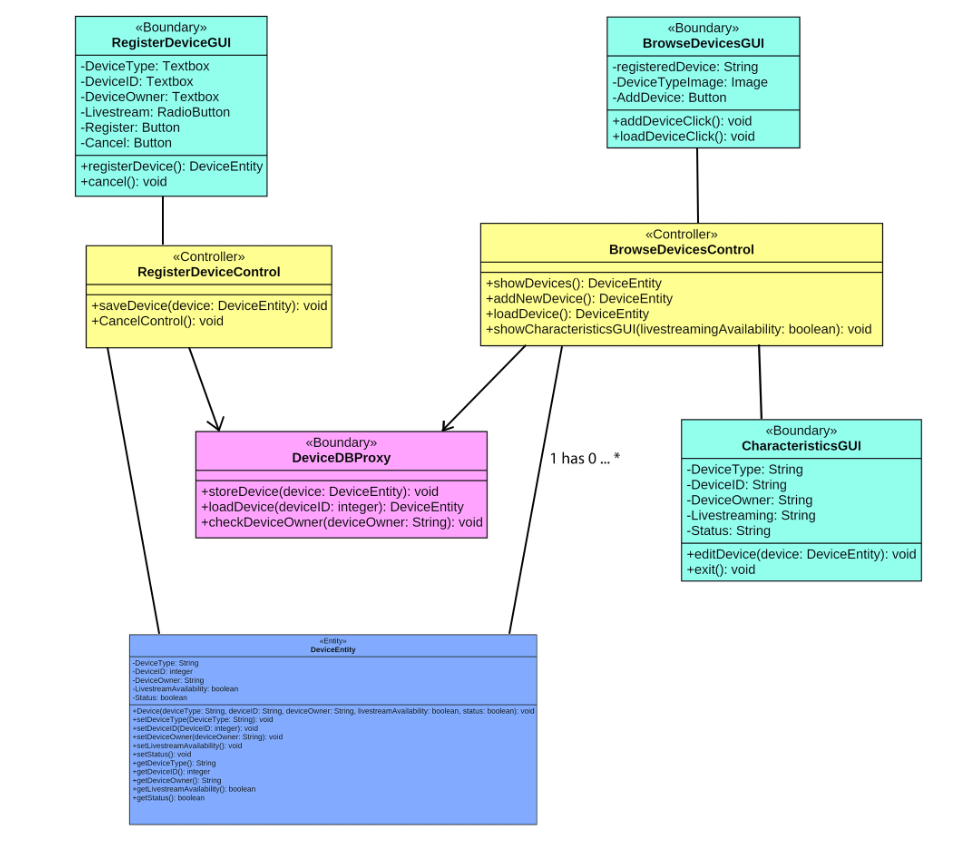 «Boundary»
RegisterDeviceGUI
-DeviceType: Textbox
-DeviceID: Textbox
-DeviceOwner: Textbox
-Livestream: RadioButton
-Register: Button
-Cancel: Button
+registerDevice(): DeviceEntity
+cancel(): void
«Boundary»
BrowseDevicesGUI
-registeredDevice: String
-DeviceTypeImage: Image
-AddDevice: Button
+addDeviceClick(): void
+loadDeviceClick(): void
«Controller»
RegisterDeviceControl
+saveDevice(device: DeviceEntity): void
+CancelControl(): void
«Controller»
BrowseDevicesControl
+showDevices(): DeviceEntity
+addNewDevice(): DeviceEntity
+loadDevice(): DeviceEntity
+showCharacteristicsGUI(livestreamingAvailability: boolean): void
«Boundary»
DeviceDBProxy
+storeDevice(device: DeviceEntity): void
+loadDevice(deviceID: integer): DeviceEntity
+checkDeviceOwner(deviceOwner: String): void
1 has 0 ... *
«Boundary»
CharacteristicsGUI
-DeviceType: String
-DeviceID: String
-DeviceOwner: String
-Livestreaming: String
-Status: String
+editDevice(device: DeviceEntity): void
+exit(): void
«Entity»
DeviceEntity
-DeviceType: String
-DeviceID: integer
-DeviceOwner: String
-LivestreamAvailability: boolean
-Status: boolean
+Device(deviceType: String, deviceID: String, deviceOwner: String, livestreamAvailability: boolean, status: boolean): void
+setDeviceType(DeviceType: String): void
+setDeviceID(DeviceID: integer): void
+setDeviceOwner(deviceOwner: String): void
+setLivestreamAvailability(): void
+setStatus(): void
+getDeviceType(): String
+getDeviceID(): integer
+getDeviceOwner(): String
+getLivestreamAvailability(): boolean
+getStatus(): boolean